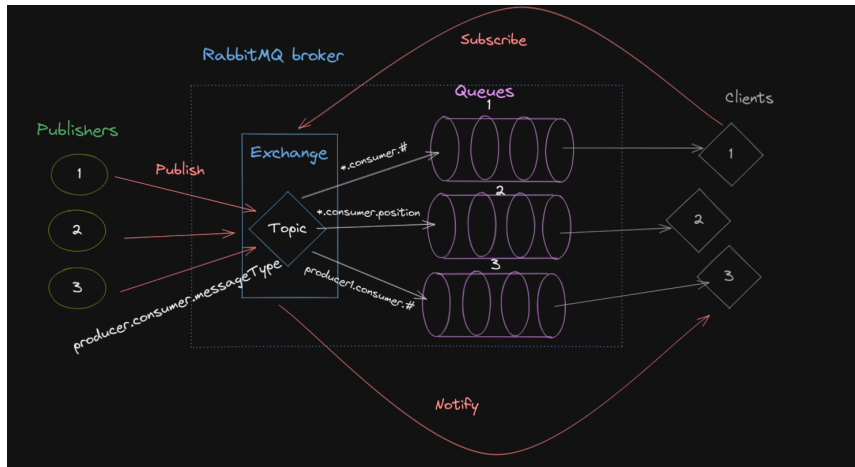 Subscribe
RabbitMQ broker
Queues
Clients
1
Publishers
Exchange
*.consumer.#
1
Publish
1
2
*.consumer.position
2
Topic
2
3
3
3
producer1.consumer.#
producer.consumer.messageType
Notify